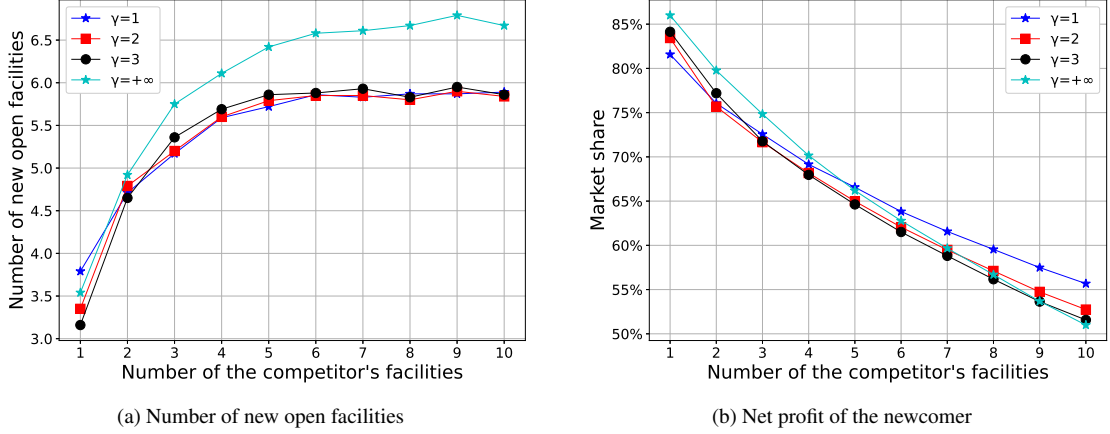 Number of new open facilities
6.5
6.0
5.5
5.0
4.5
4.0
3.5
3.0
γ=1
γ=2
γ=3
γ=+∞
1 2 3 4 5 6 7 8 9 10
Number of the competitor's facilities
(a) Number of new open facilities
Market share
85%
80%
75%
70%
65%
60%
55%
50%
γ=1
γ=2
γ=3
γ=+∞
1 2 3 4 5 6 7 8 9 10
Number of the competitor's facilities
(b) Net profit of the newcomer